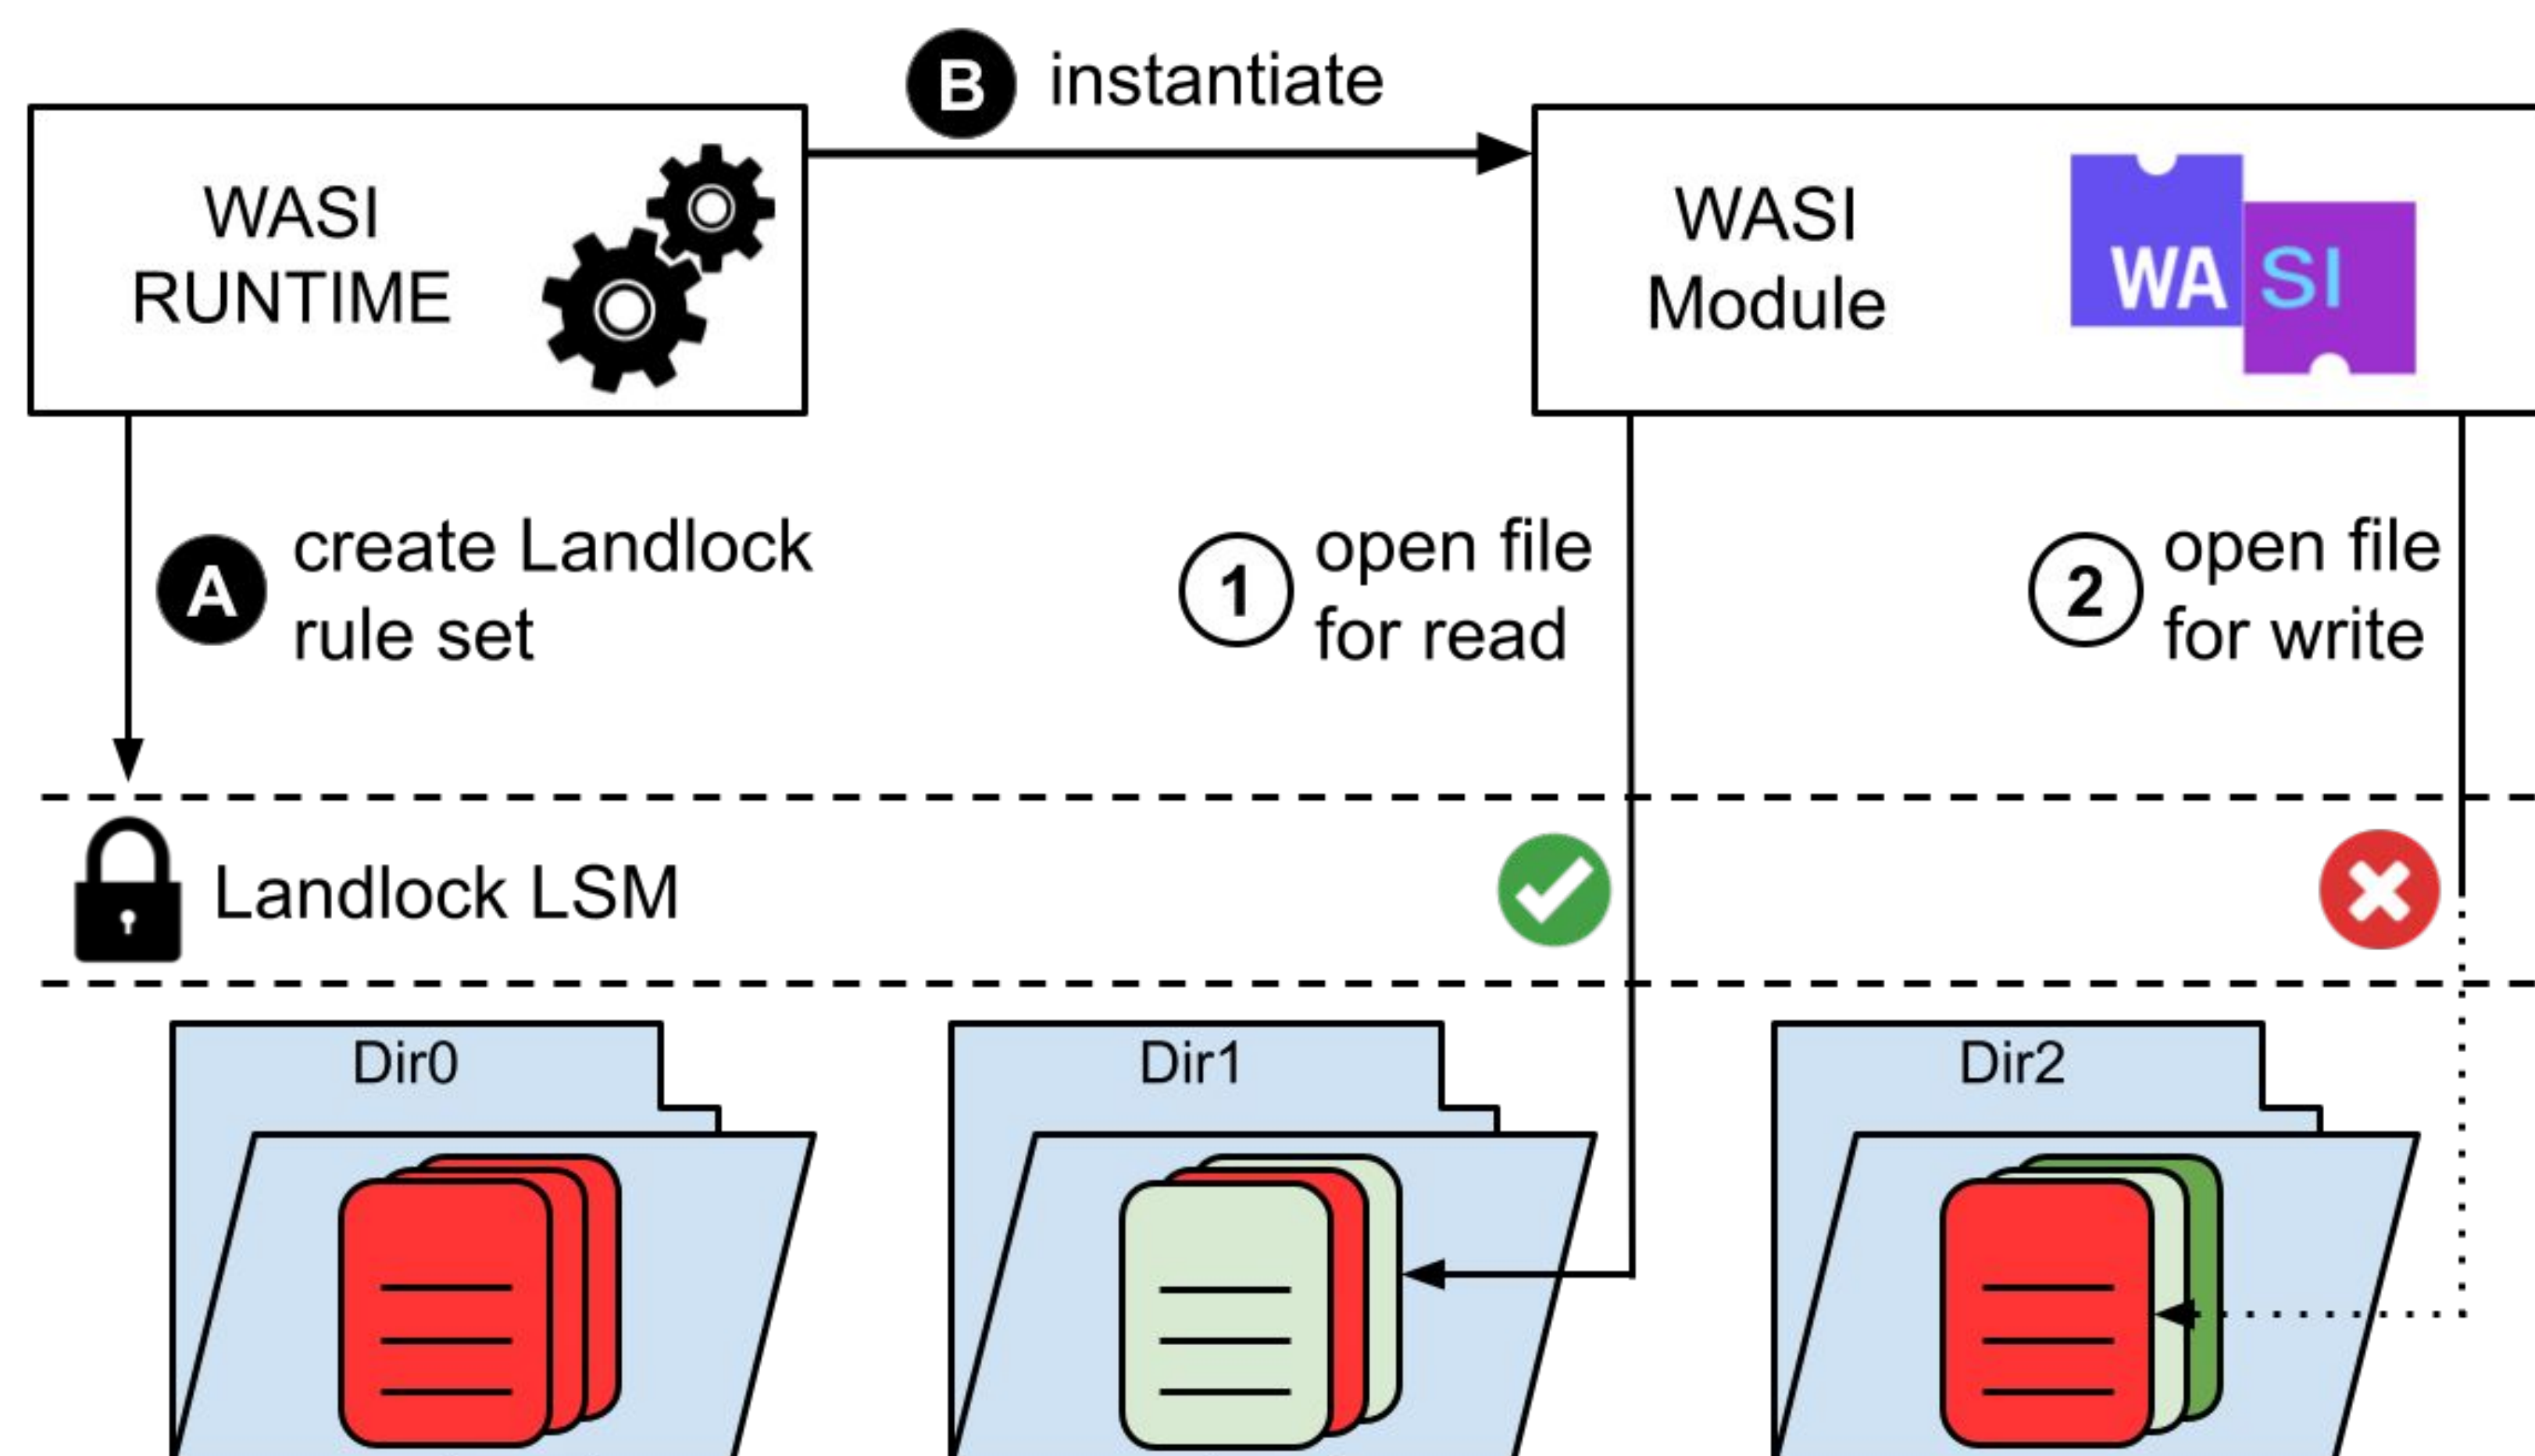 B instantiate
WASI
RUNTIME
WASI
Module
WA SI
A create Landlock
rule set
1 open file
for read
2 open file
for write
Landlock LSM
Dir0
Dir1
Dir2